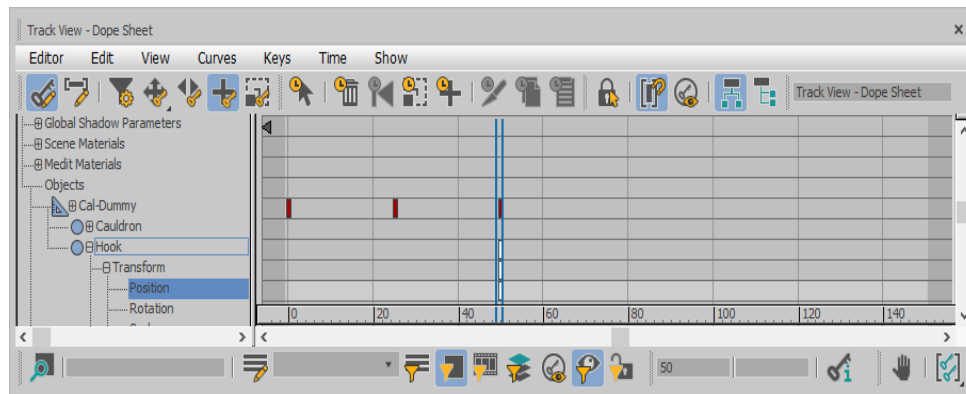 Track View - Dope Sheet
x
Editor Edit View Curves Keys Time Show
Track View - Dope Sheet
Global Shadow Parameters
Scene Materials
Medit Materials
Objects
Cal-Dummy
Cauldron
Hook
Transform
Position
Rotation
0 20 40 60 80 100 120 140
50